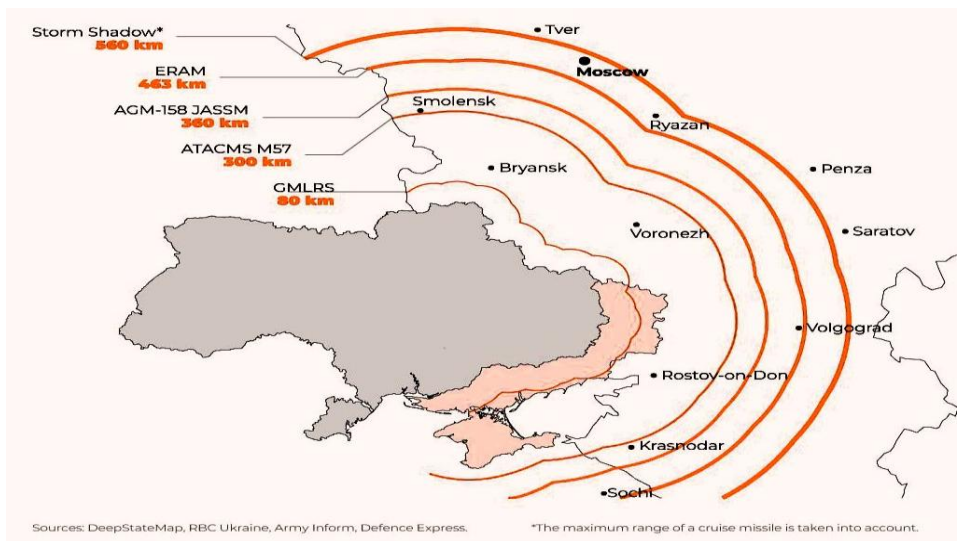 Storm Shadow*
560 km
ERAM
463 km
AGM-158 JASSM
360 km
ATACMS M57
300 km
GMLRS
80 km
Tver
Moscow
Smolensk
Ryazan
Bryansk
Penza
Voronezh
Saratov
Volgograd
Rostov-on-Don
Krasnodar
Sochi
Sources: DeepStateMap, RBC Ukraine, Army Inform, Defence Express.
*The maximum range of a cruise missile is taken into account.